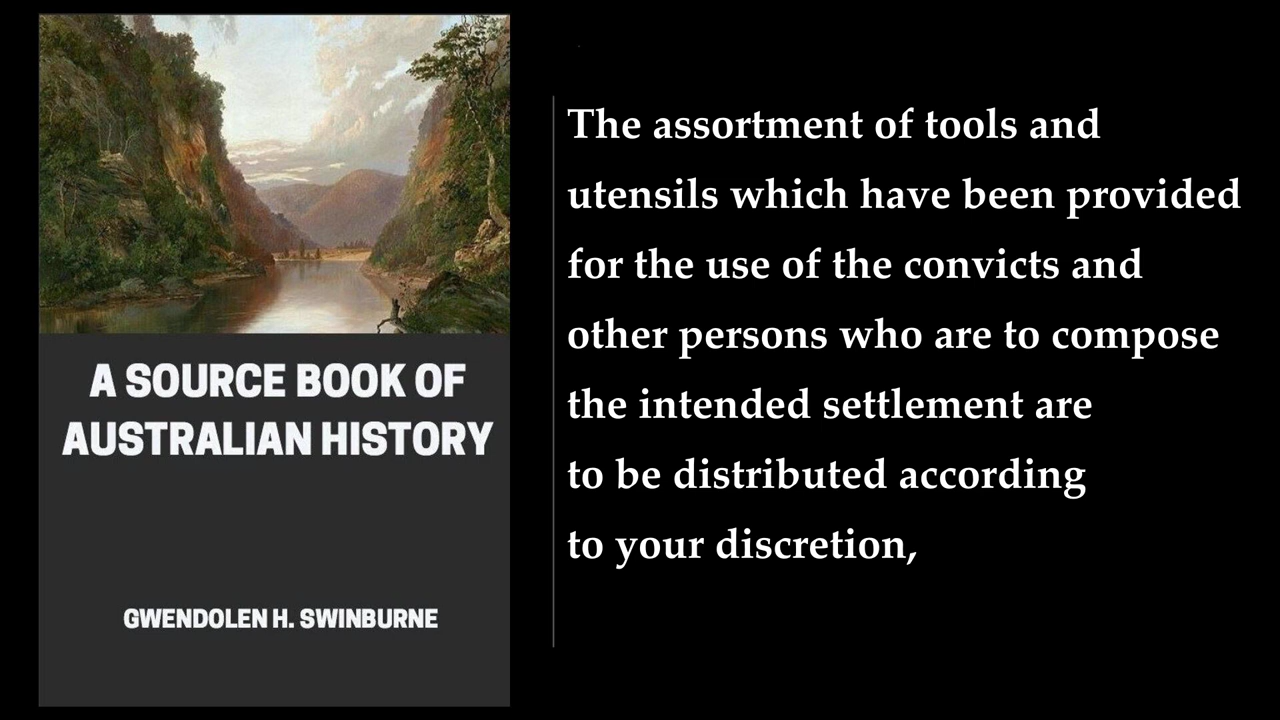 A SOURCE BOOK OF
AUSTRALIAN HISTORY
GWENDOLEN H. SWINBURNE
The assortment of tools and
utensils which have been provided
for the use of the convicts and
other persons who are to compose
the intended settlement are
to be distributed according
to your discretion,